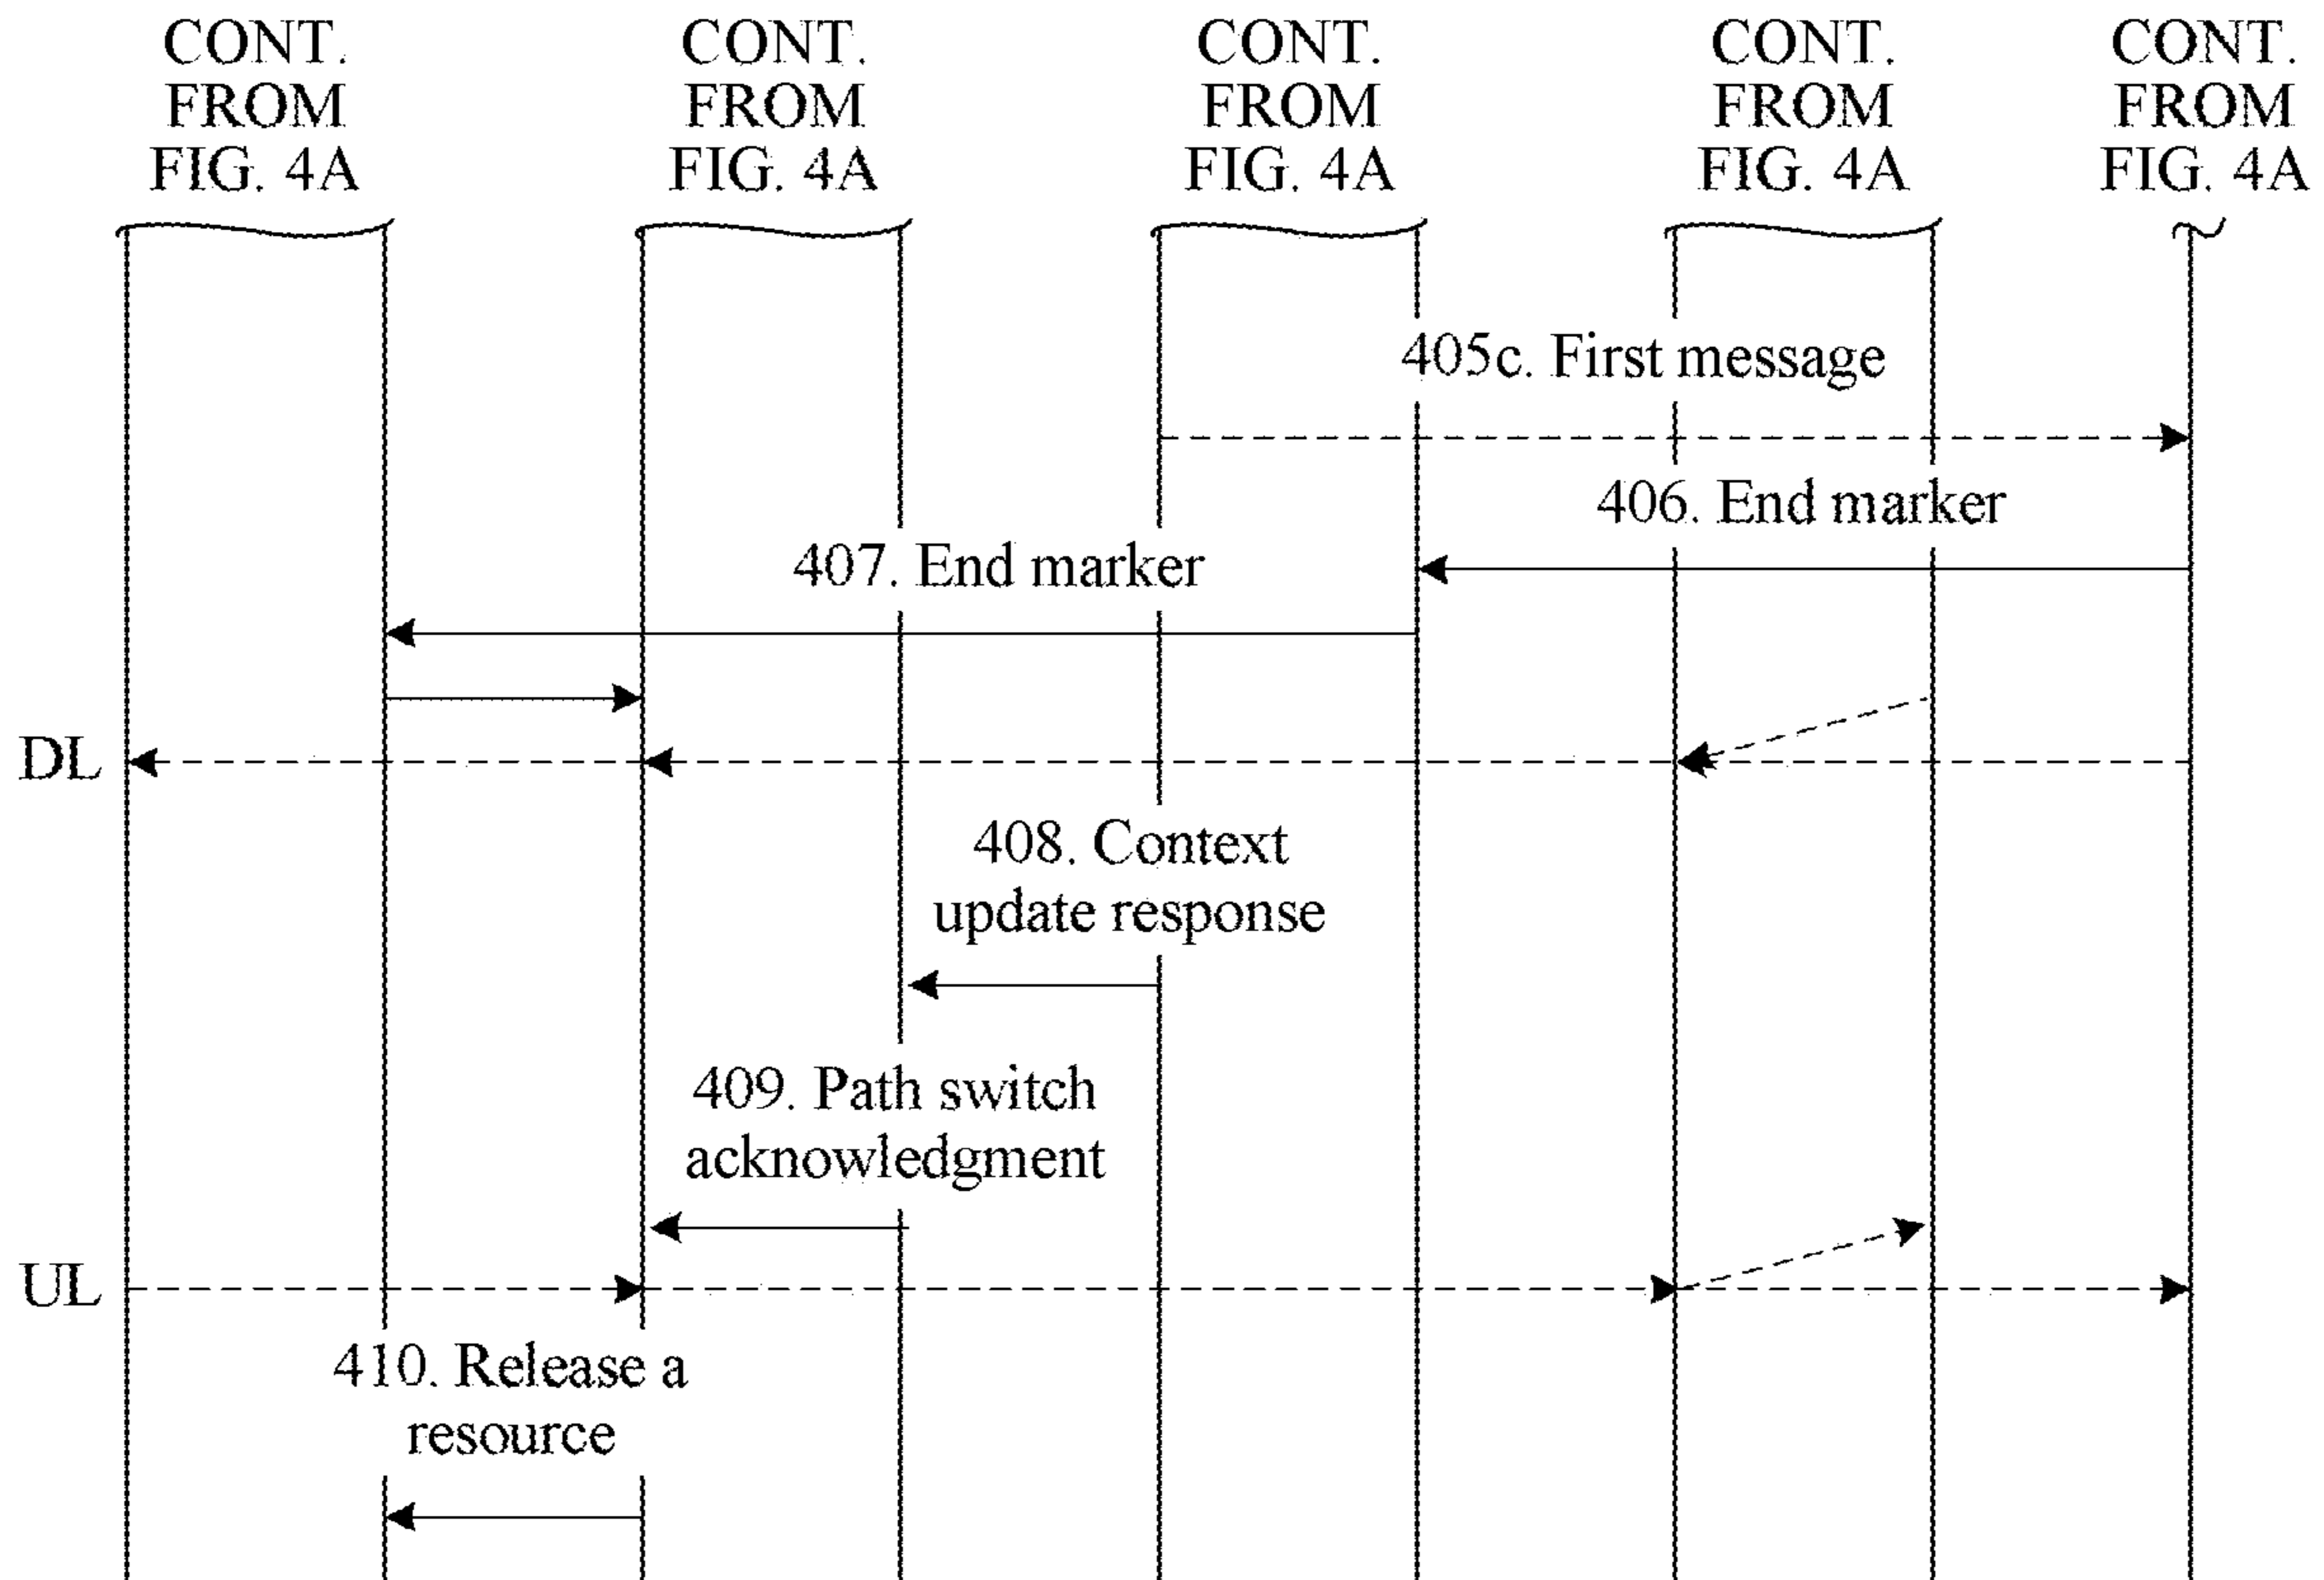 CONT.
FROM
FIG. 4A
CONT.
FROM
FIG. 4A
CONT.
FROM
FIG. 4A
CONT.
FROM
FIG. 4A
CONT.
FROM
FIG. 4A
405c. First message
406. End marker
407. End marker
DL
408. Context
update response
409. Path switch
acknowledgment
UL
410. Release a
resource